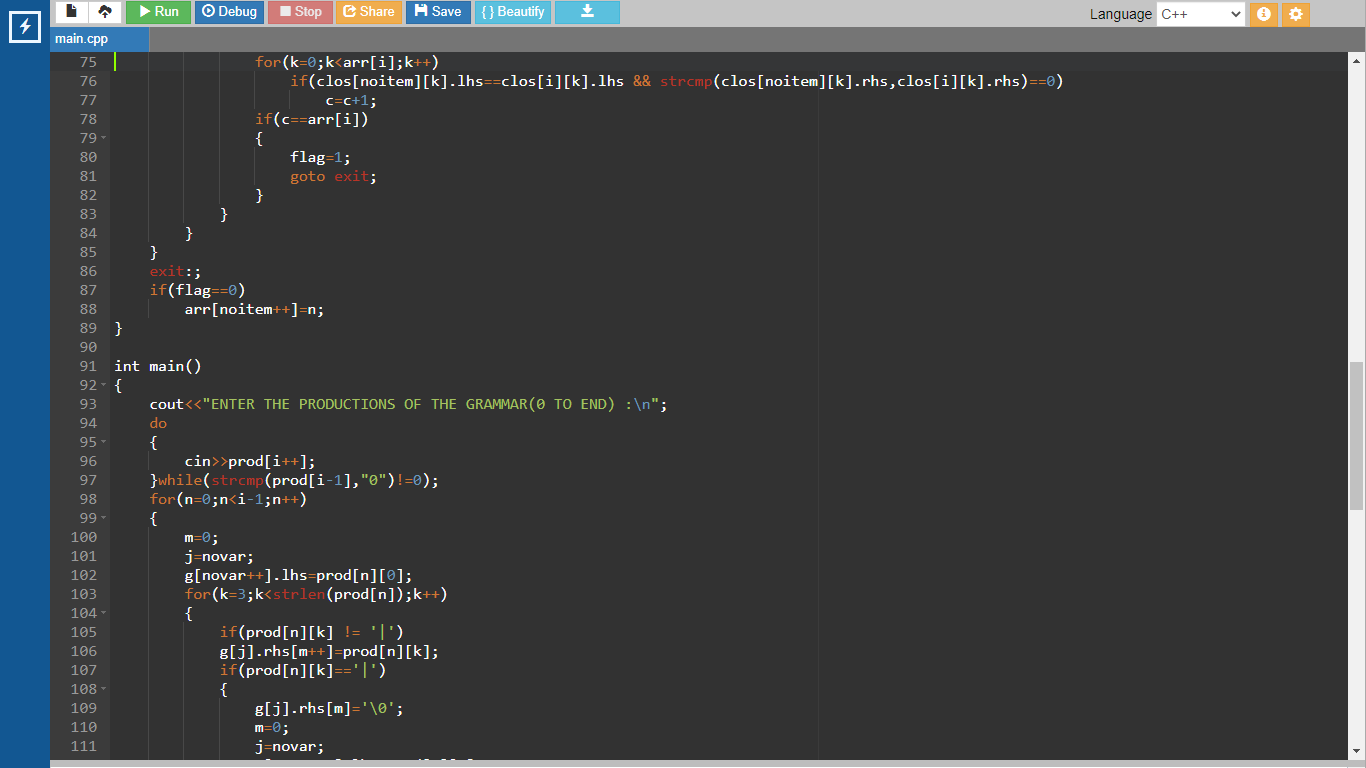 Run Debug Stop Share Save { } Beautify Language C++
main.cpp
75 for(k=0;k<arr[i];k++)
76 if(clos[noitem][k].lhs==clos[i][k].lhs && strcmp(clos[noitem][k].rhs,clos[i][k].rhs)==0)
77 c=c+1;
78 if(c==arr[i])
79 {
80 flag=1;
81 goto exit;
82 }
83 }
84 }
85 }
86 exit:;
87 if(flag==0)
88 arr[noitem++]=n;
89 }
90
91 int main()
92 {
93 cout<<"ENTER THE PRODUCTIONS OF THE GRAMMAR(0 TO END) :\n";
94 do
95 {
96 cin>>prod[i++];
97 }while(strcmp(prod[i-1],"0")!=0);
98 for(n=0;n<i-1;n++)
99 {
100 m=0;
101 j=novar;
102 g[novar++].lhs=prod[n][0];
103 for(k=3;k<strlen(prod[n]);k++)
104 {
105 if(prod[n][k] != '|')
106 g[j].rhs[m++]=prod[n][k];
107 if(prod[n][k]=='|')
108 {
109 g[j].rhs[m]='\0';
110 m=0;
111 j=novar;